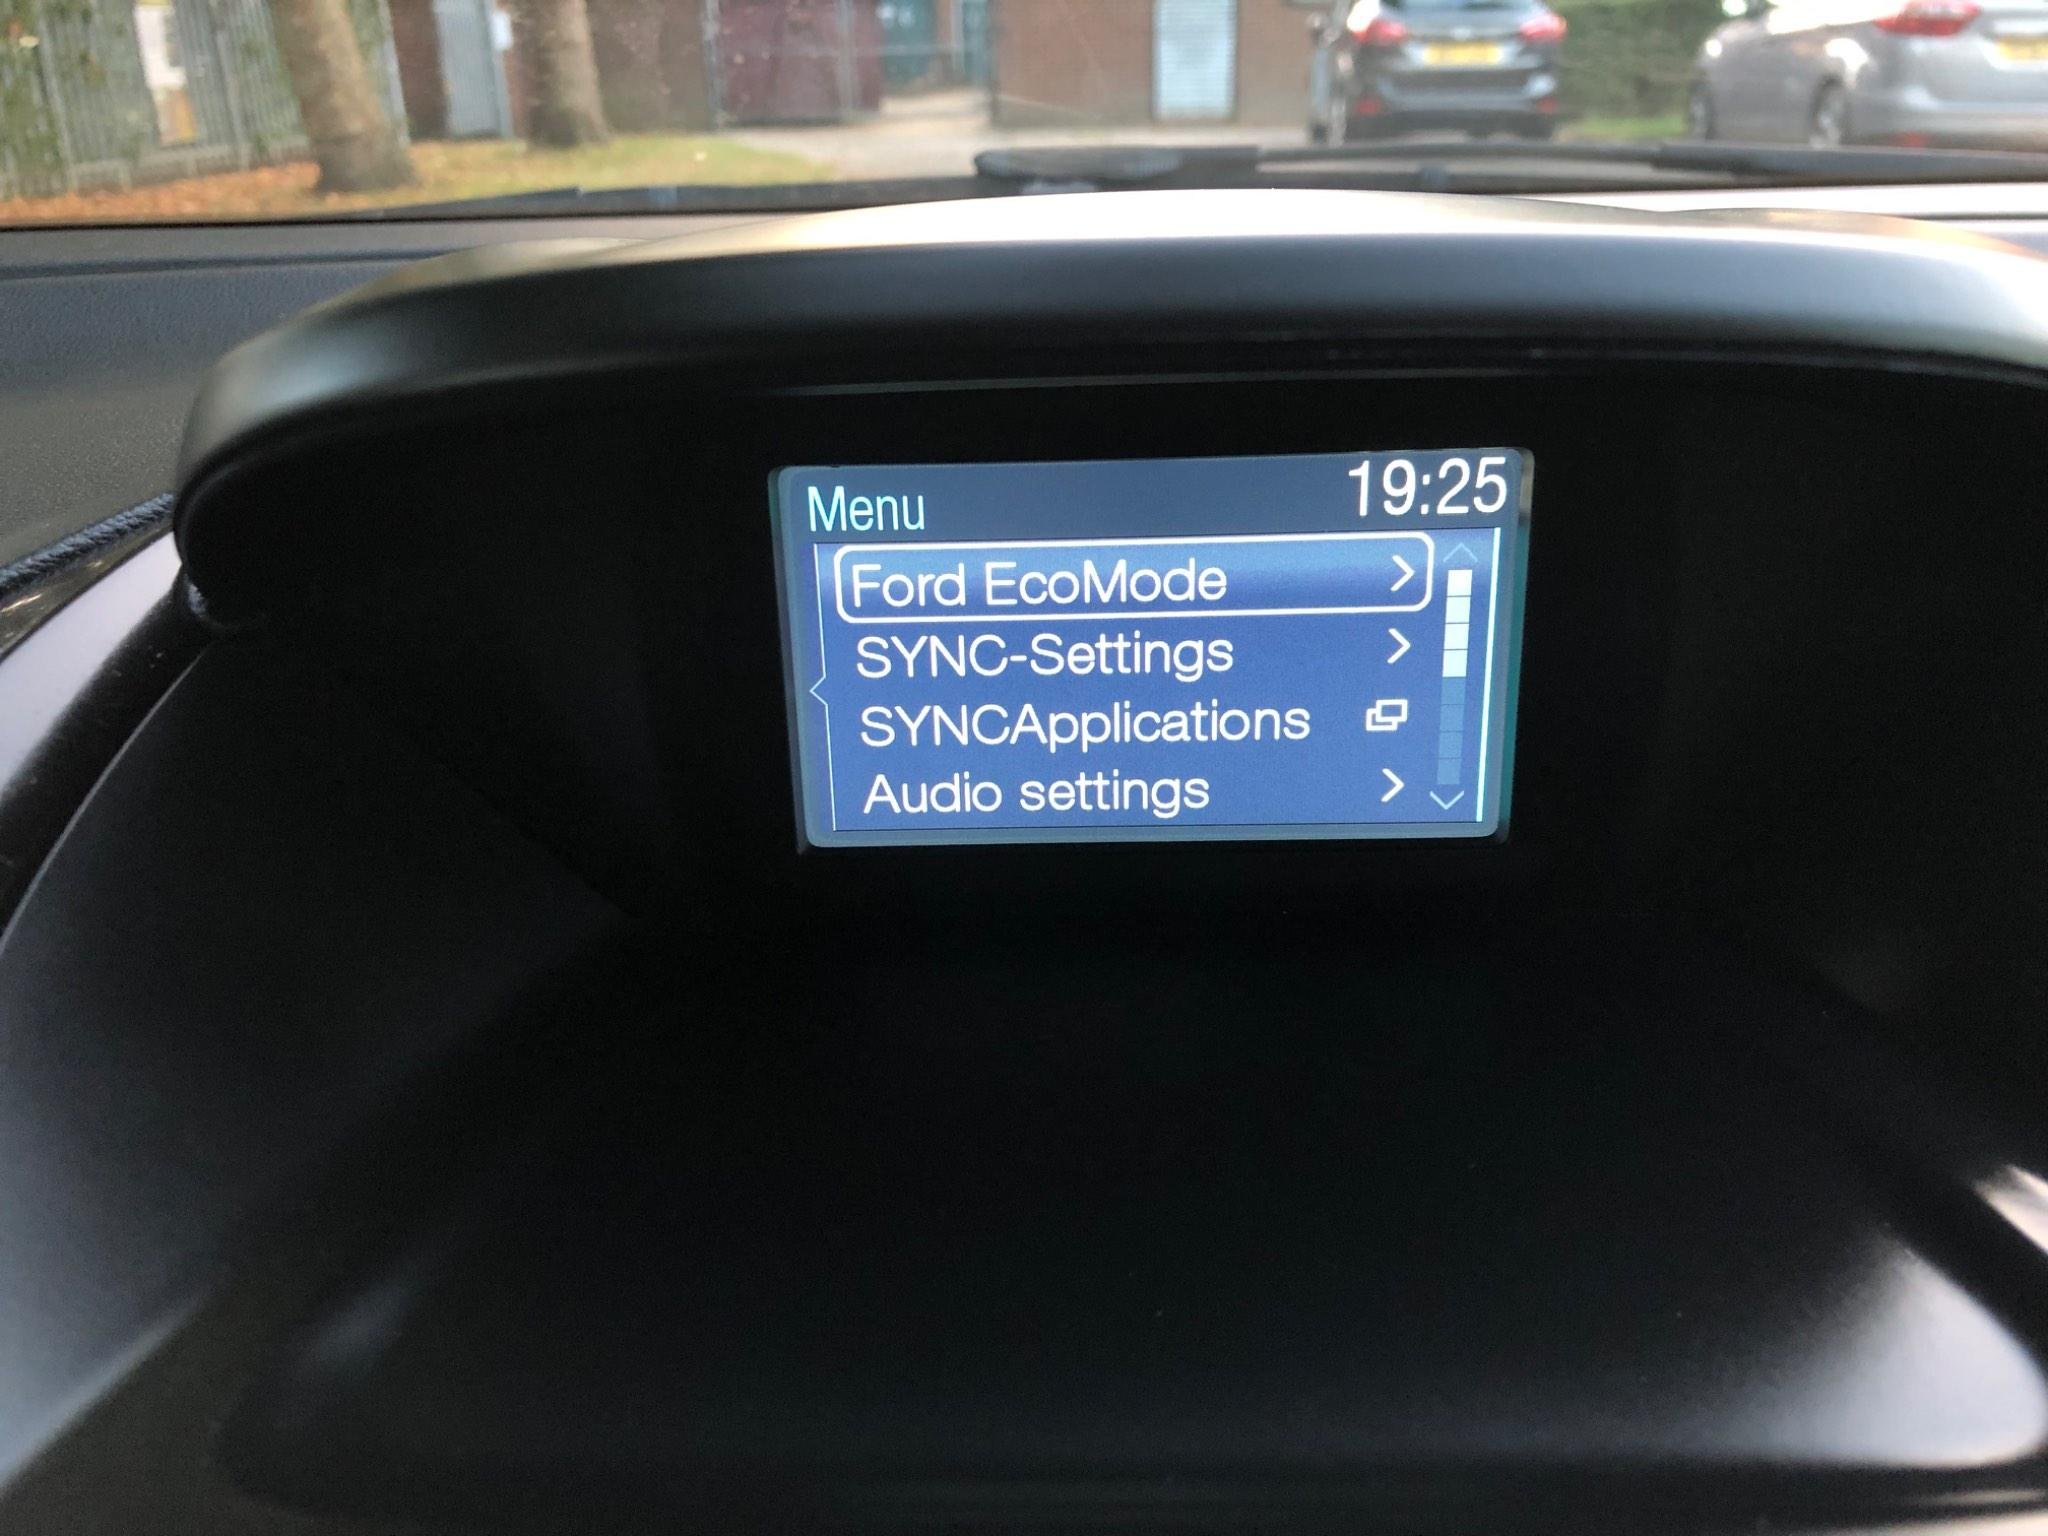 Menu 19:25
Ford EcoMode
SYNC-Settings
SYNCApplications
Audio settings